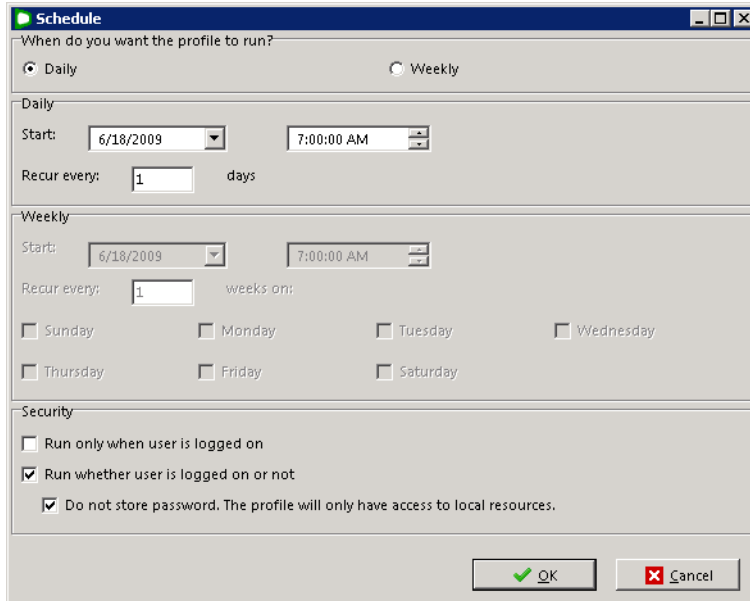 Schedule
When do you want the profile to run?
Daily Weekly
Daily
Start: 6/18/2009 7:00:00 AM
Recur every: 1 days
Weekly
Start: 6/18/2009 7:00:00 AM
Recur every: 1 weeks on:
Sunday Monday Tuesday Wednesday
Thursday Friday Saturday
Security
Run only when user is logged on
Run whether user is logged on or not
Do not store password. The profile will only have access to local resources.
OK Cancel